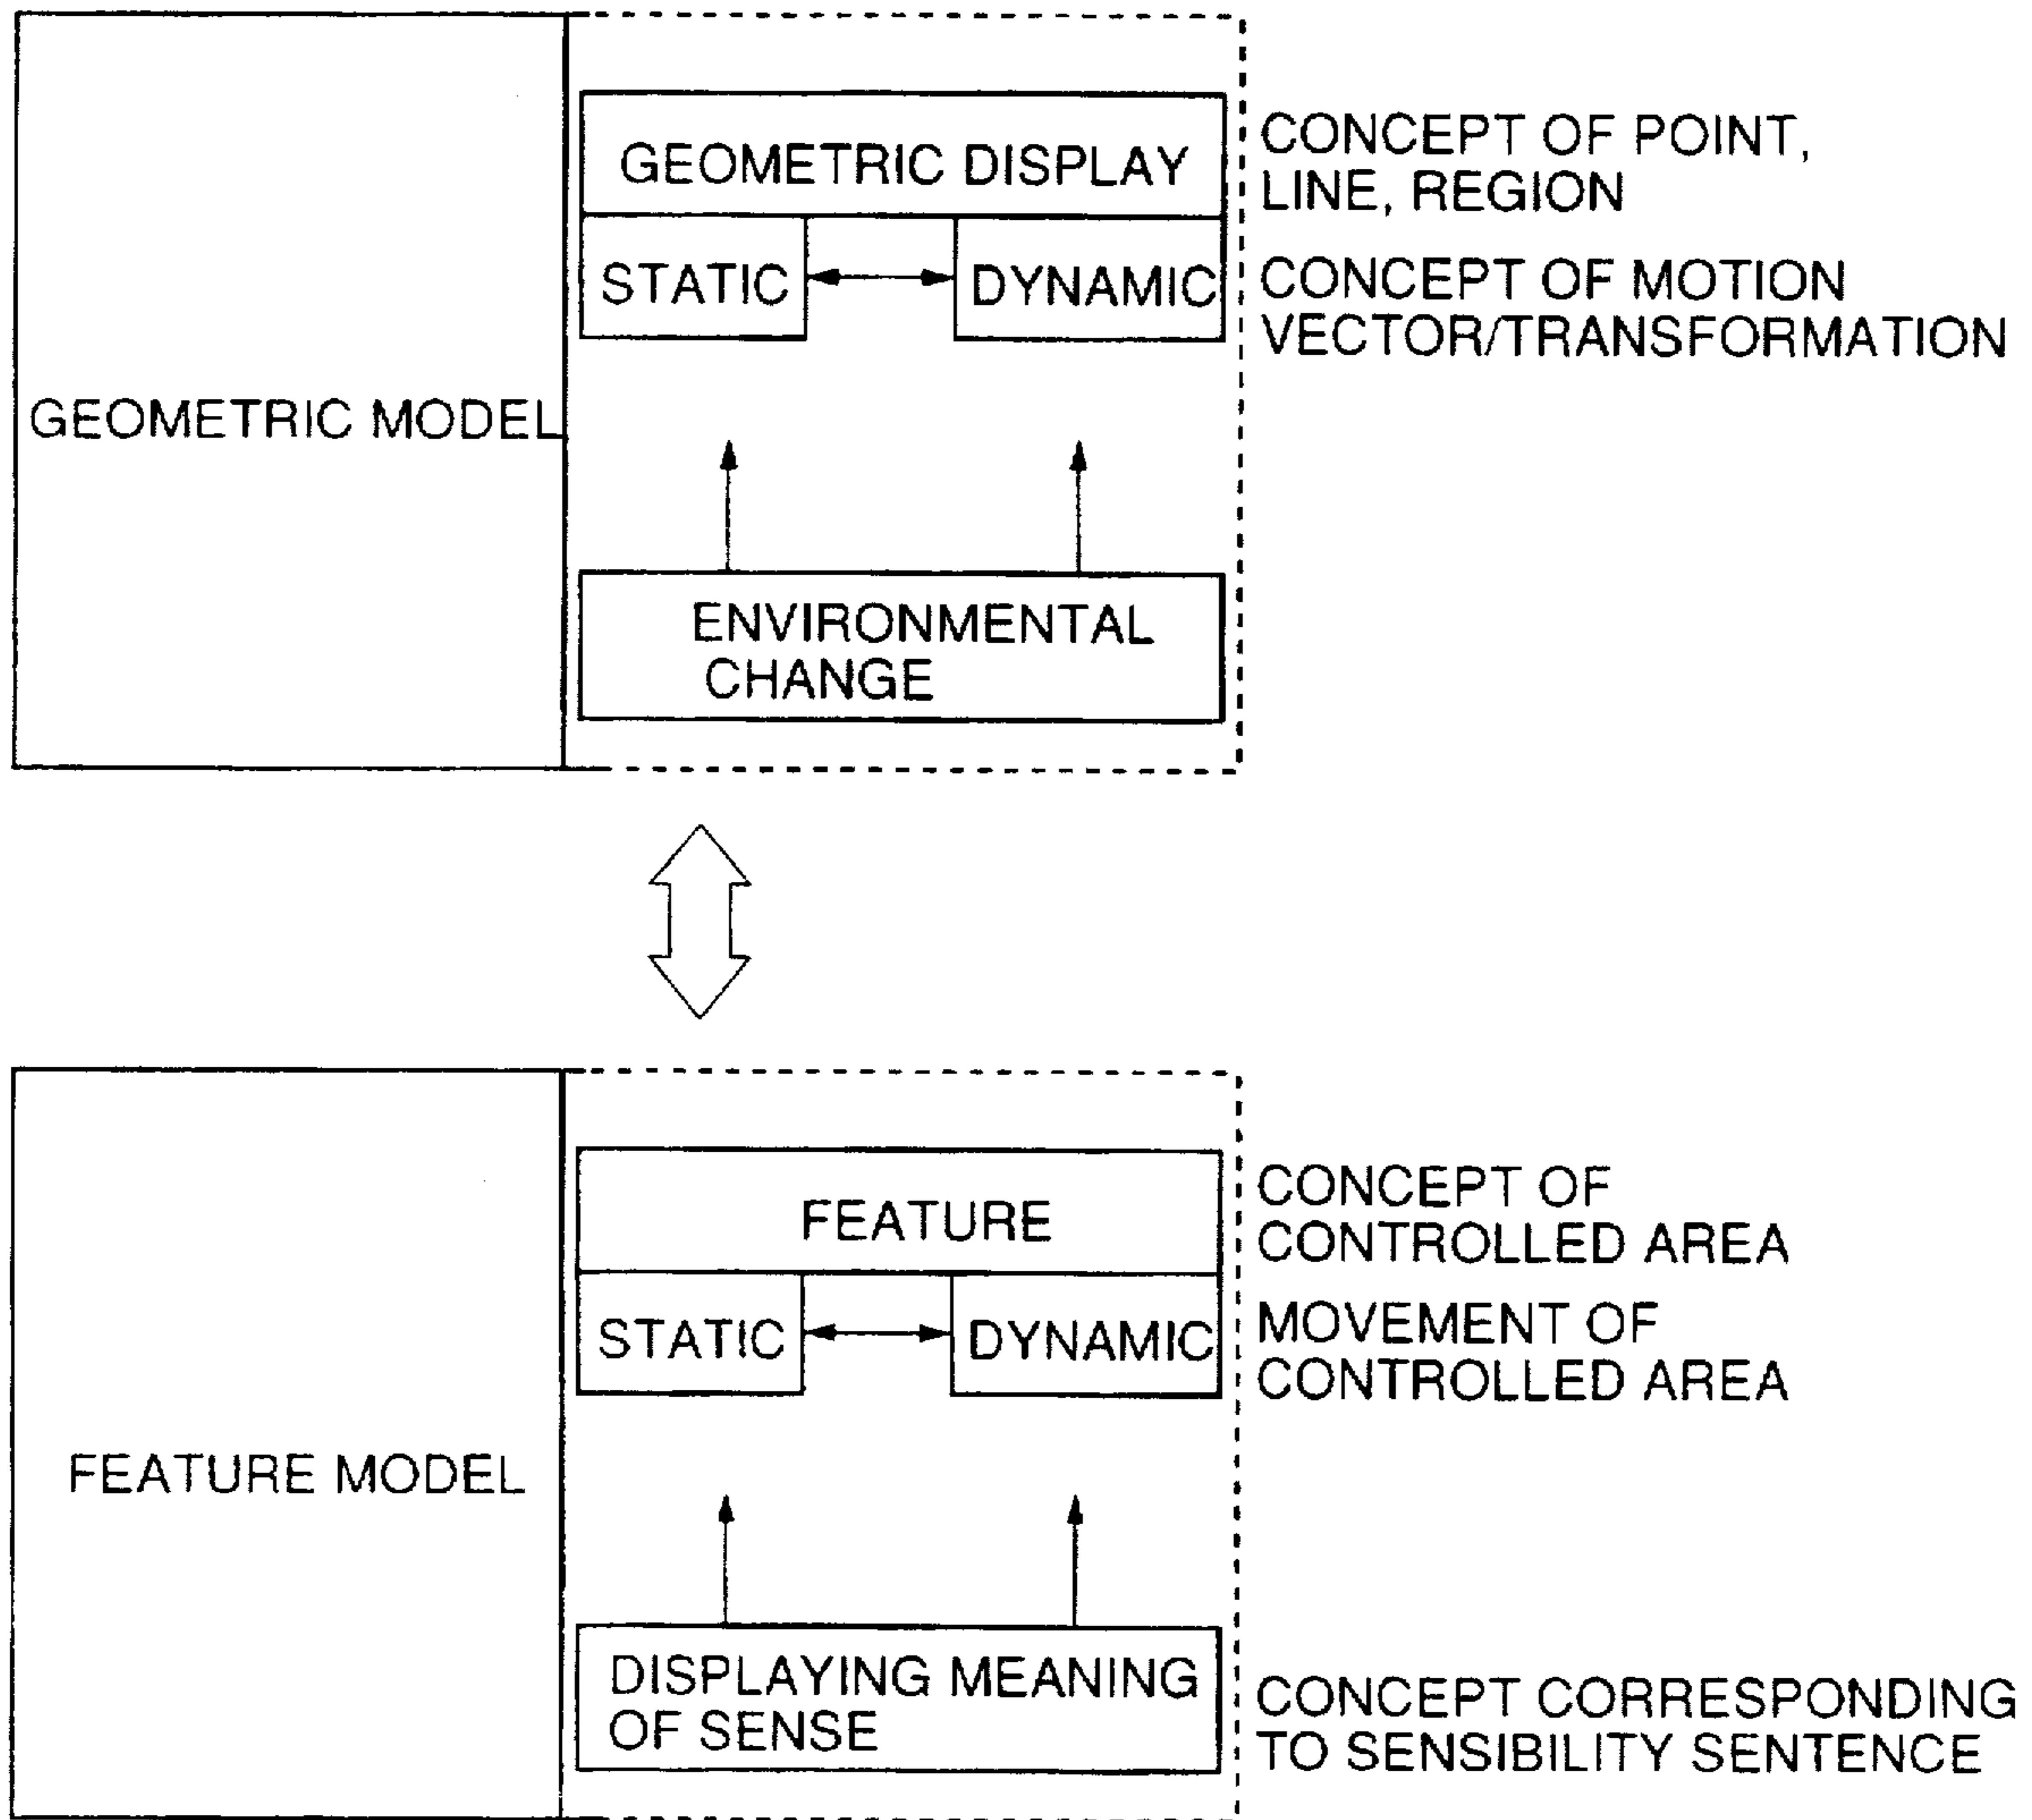 GEOMETRIC MODEL
GEOMETRIC DISPLAY
STATIC
DYNAMIC
ENVIRONMENTAL
CHANGE
CONCEPT OF POINT,
LINE, REGION
CONCEPT OF MOTION
VECTOR/TRANSFORMATION
FEATURE MODEL
FEATURE
STATIC
DYNAMIC
DISPLAYING MEANING
OF SENSE
CONCEPT OF
CONTROLLED AREA
MOVEMENT OF
CONTROLLED AREA
CONCEPT CORRESPONDING
TO SENSIBILITY SENTENCE